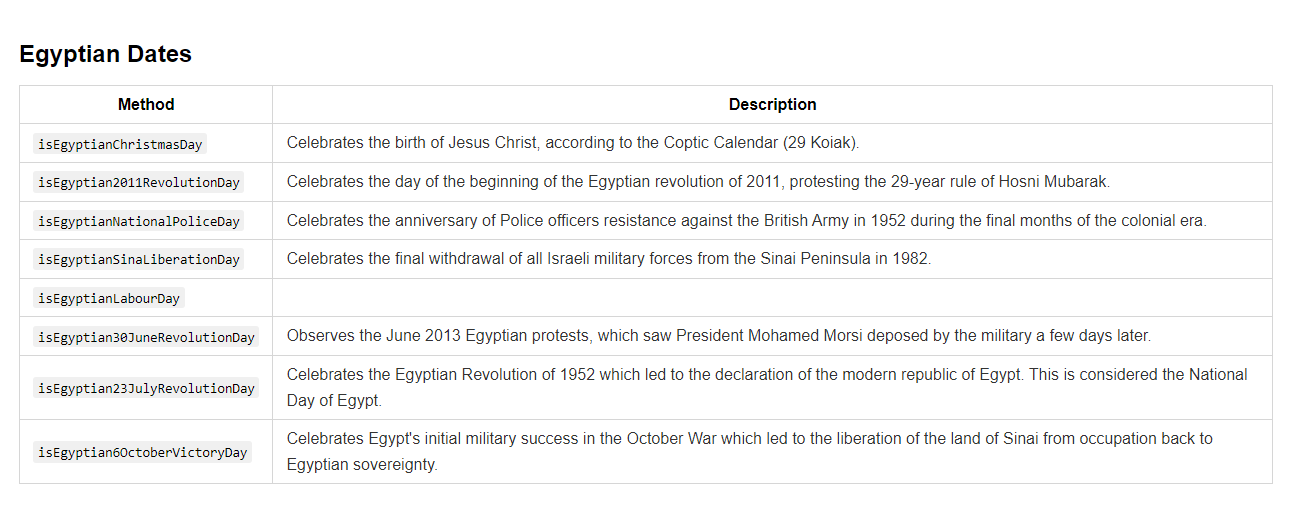 Egyptian Dates
Method Description
isEgyptianChristmasDay Celebrates the birth of Jesus Christ, according to the Coptic Calendar (29 Koiak).
isEgyptian2011RevolutionDay Celebrates the day of the beginning of the Egyptian revolution of 2011, protesting the 29-year rule of Hosni Mubarak.
isEgyptianNationalPoliceDay Celebrates the anniversary of Police officers resistance against the British Army in 1952 during the final months of the colonial era.
isEgyptianSinaLiberationDay Celebrates the final withdrawal of all Israeli military forces from the Sinai Peninsula in 1982.
isEgyptianLabourDay
isEgyptian30JuneRevolutionDay Observes the June 2013 Egyptian protests, which saw President Mohamed Morsi deposed by the military a few days later.
isEgyptian23JulyRevolutionDay Celebrates the Egyptian Revolution of 1952 which led to the declaration of the modern republic of Egypt. This is considered the National
Day of Egypt.
isEgyptian6OctoberVictoryDay Celebrates Egypt's initial military success in the October War which led to the liberation of the land of Sinai from occupation back to
Egyptian sovereignty.